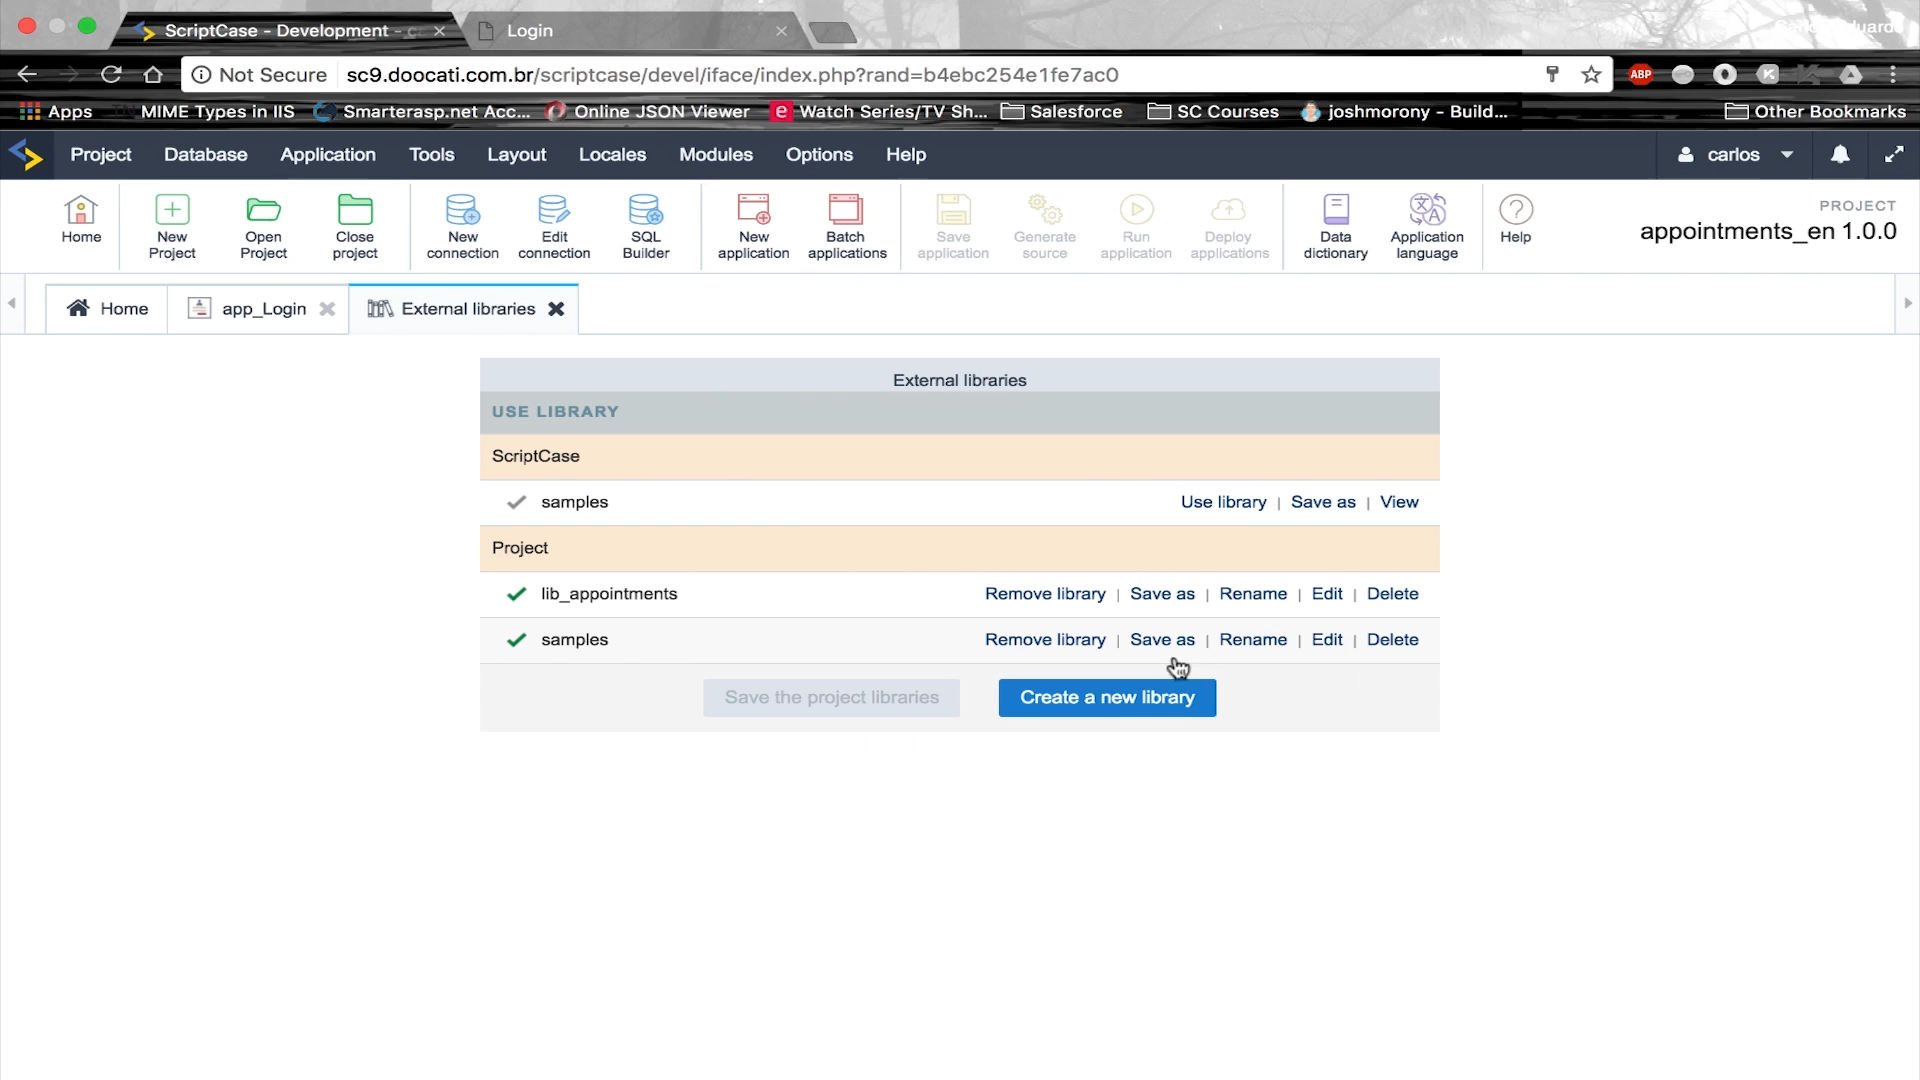 ScriptCase - Development - c
Login
Not Secure
sc9.doocati.com.br/scriptcase/devel/iface/index.php?rand=b4ebc254e1fe7ac0
ABP
Apps
MIME Types in IIS
Smarterasp.net Acc...
Online JSON Viewer
Watch Series/TV Sh...
Salesforce
SC Courses
joshmorony - Build...
Other Bookmarks
Project Database Application Tools Layout Locales Modules Options Help
carlos
Home
New
Project
Open
Project
Close
project
New
connection
Edit
connection
SQL
Builder
New
application
Batch
applications
Save
application
Generate
source
Run
application
Deploy
applications
Data
dictionary
Application
language
Help
PROJECT
appointments_en 1.0.0
Home
app_Login
External libraries
External libraries
USE LIBRARY
ScriptCase
samples
Use library | Save as | View
Project
lib_appointments
Remove library | Save as | Rename | Edit | Delete
samples
Remove library | Save as | Rename | Edit | Delete
Save the project libraries
Create a new library